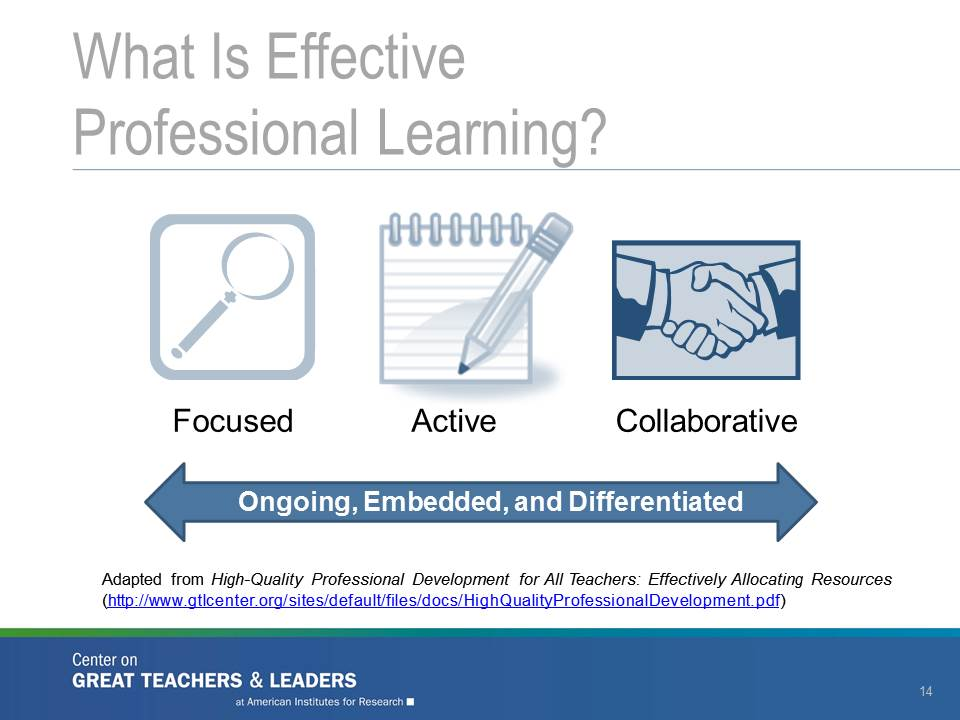 What Is Effective
Professional Learning?
Focused
Active
Collaborative
Ongoing, Embedded, and Differentiated
Adapted from High-Quality Professional Development for All Teachers: Effectively Allocating Resources
(http://www.gtlcenter.org/sites/default/files/docs/HighQualityProfessionalDevelopment.pdf)
Center on
GREAT TEACHERS & LEADERS
at American Institutes for Research
14